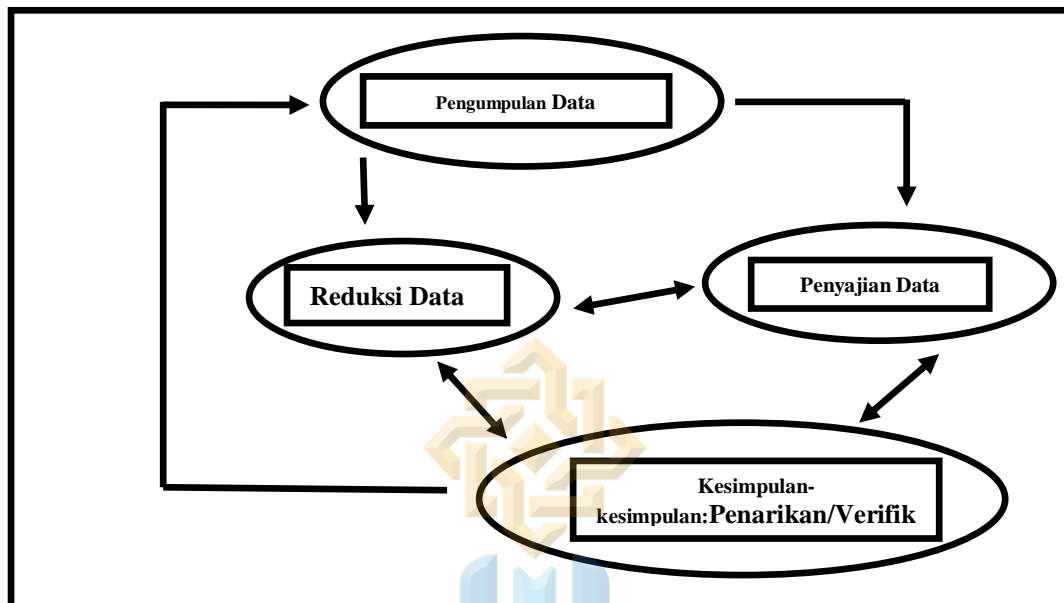 Pengumpulan Data
Reduksi Data
Penyajian Data
Kesimpulan-
kesimpulan:Penarikan/Verifik